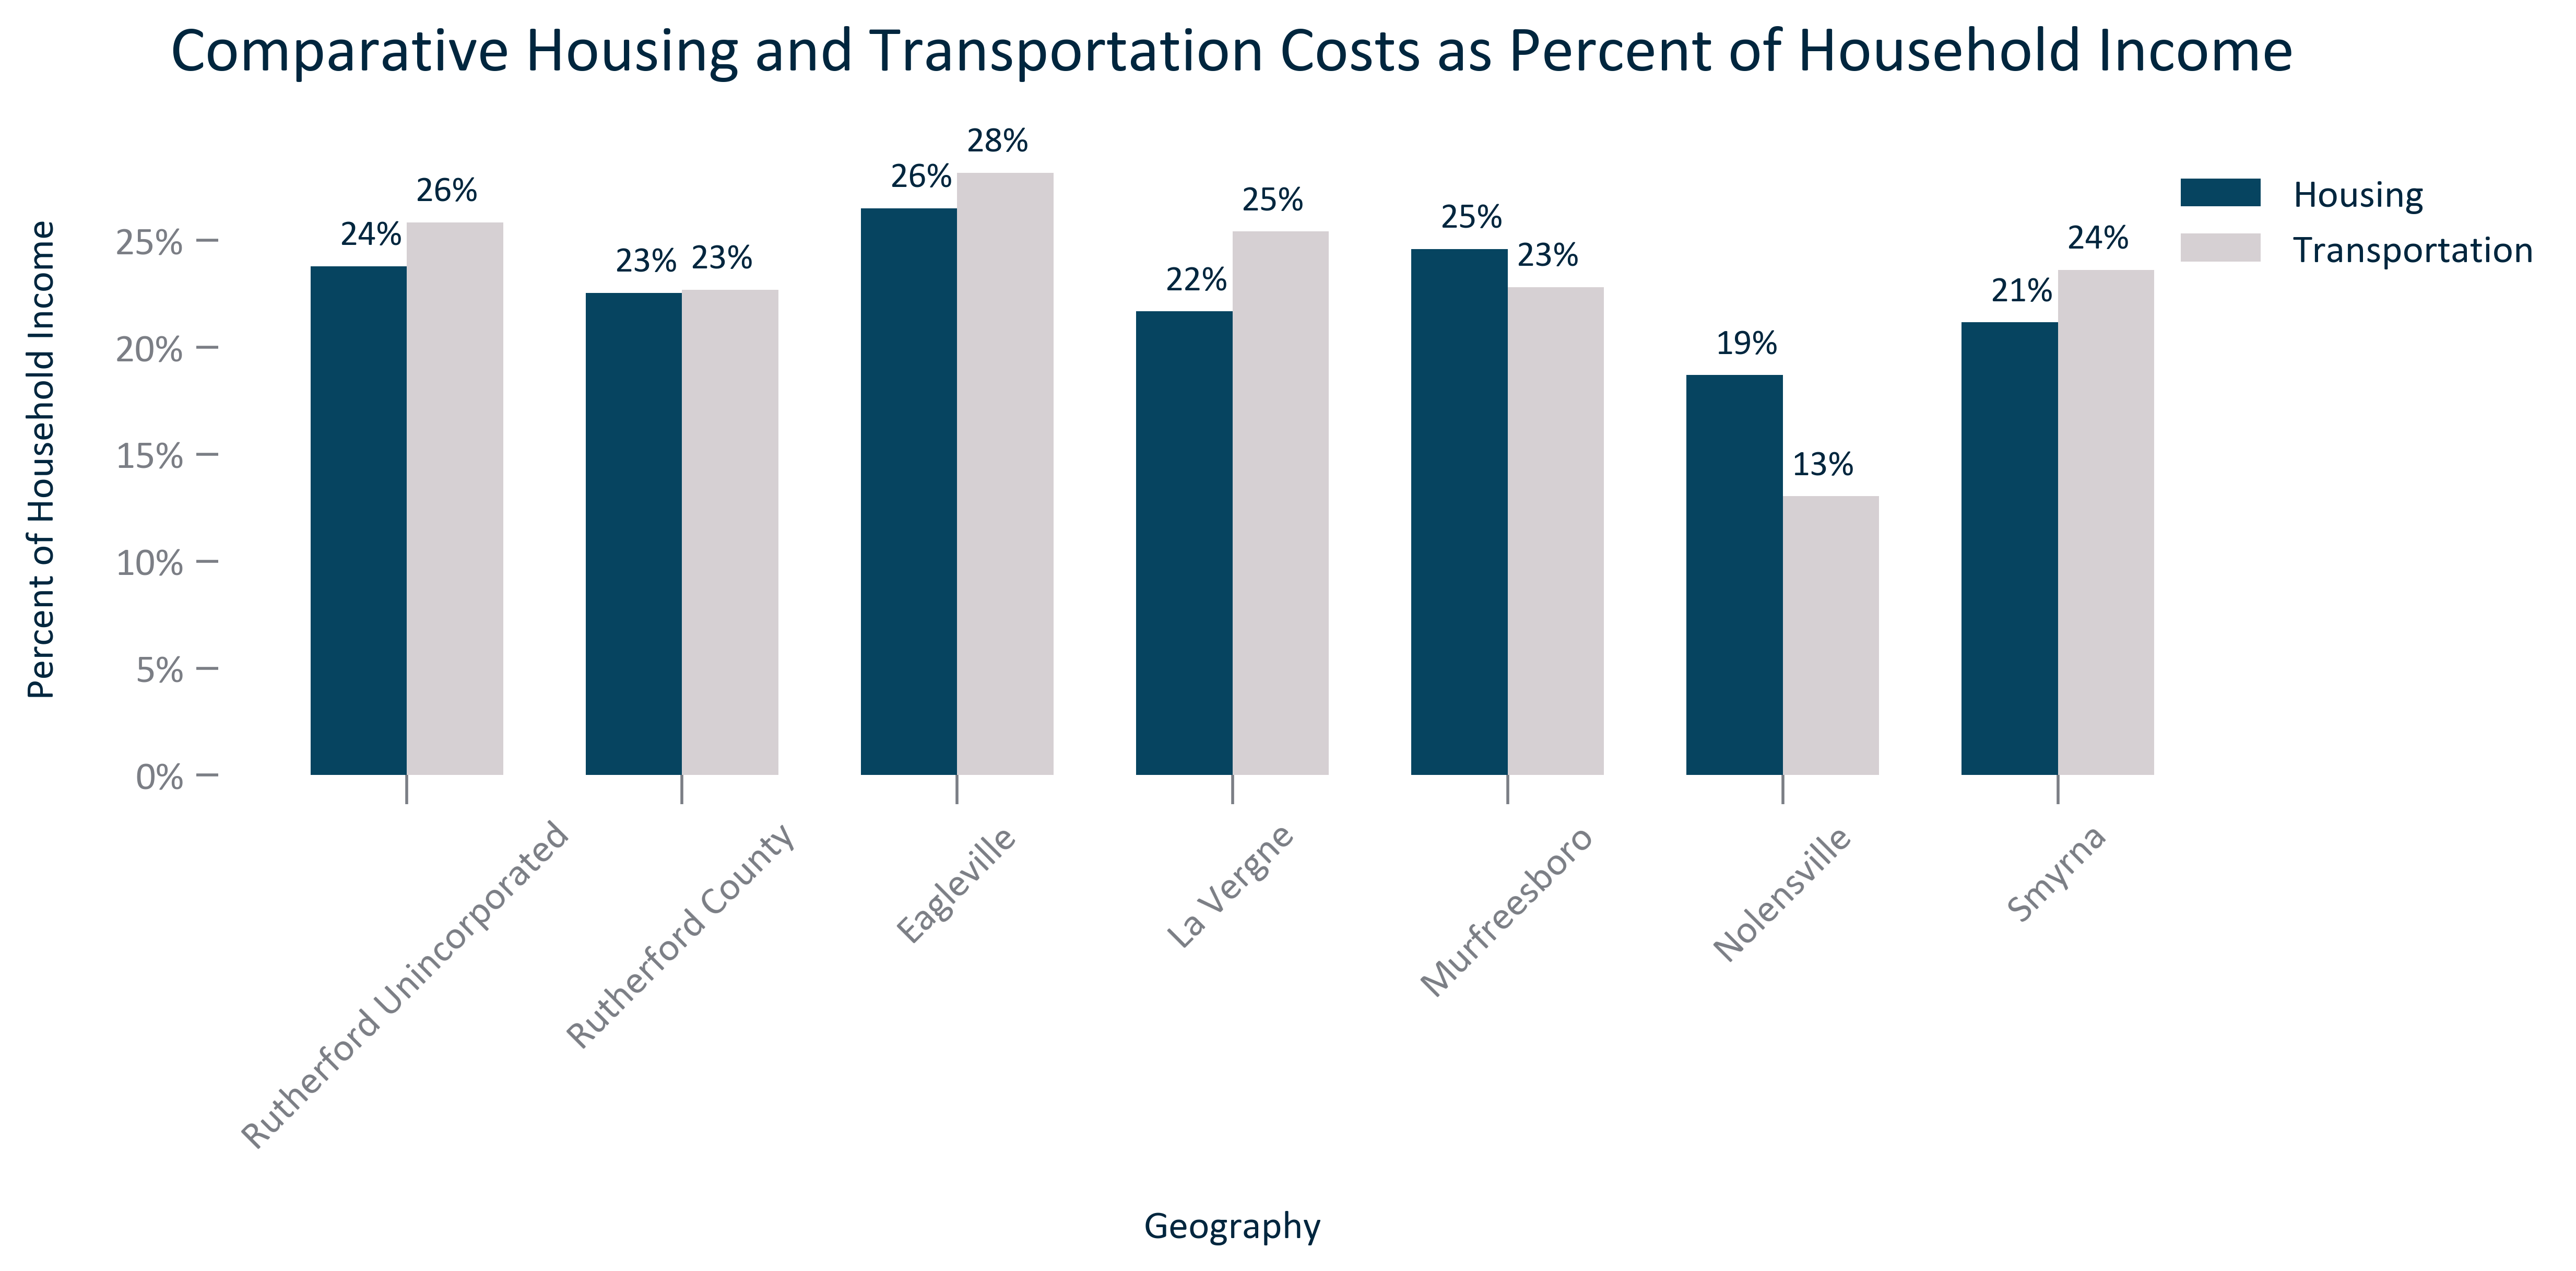 Comparative Housing and Transportation Costs as Percent of Household Income
Percent of Household Income
25%
20%
15%
10%
5%
0%
24%
26%
23%
23%
26%
28%
22%
25%
25%
23%
19%
13%
21%
24%
Housing
Transportation
Rutherford Unincorporated
Rutherford County
Eagleville
La Vergne
Murfreesboro
Nolensville
Smyrna
Geography